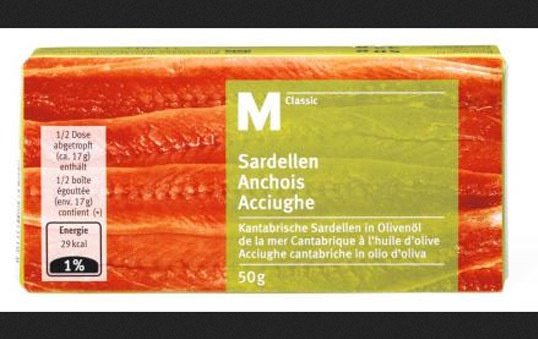 M Classic
Sardellen
Anchois
Acciughe
Kantabrische Sardellen in Olivenöl
de la mer Cantabrique à l'huile d'olive
Acciughe cantabriche in olio d'oliva
50g
1/2 Dose
abgetropft
(ca. 17g)
enthält
1/2 boîte
égouttée
(env. 17g)
contient (•)
Energie
29 kcal
1%